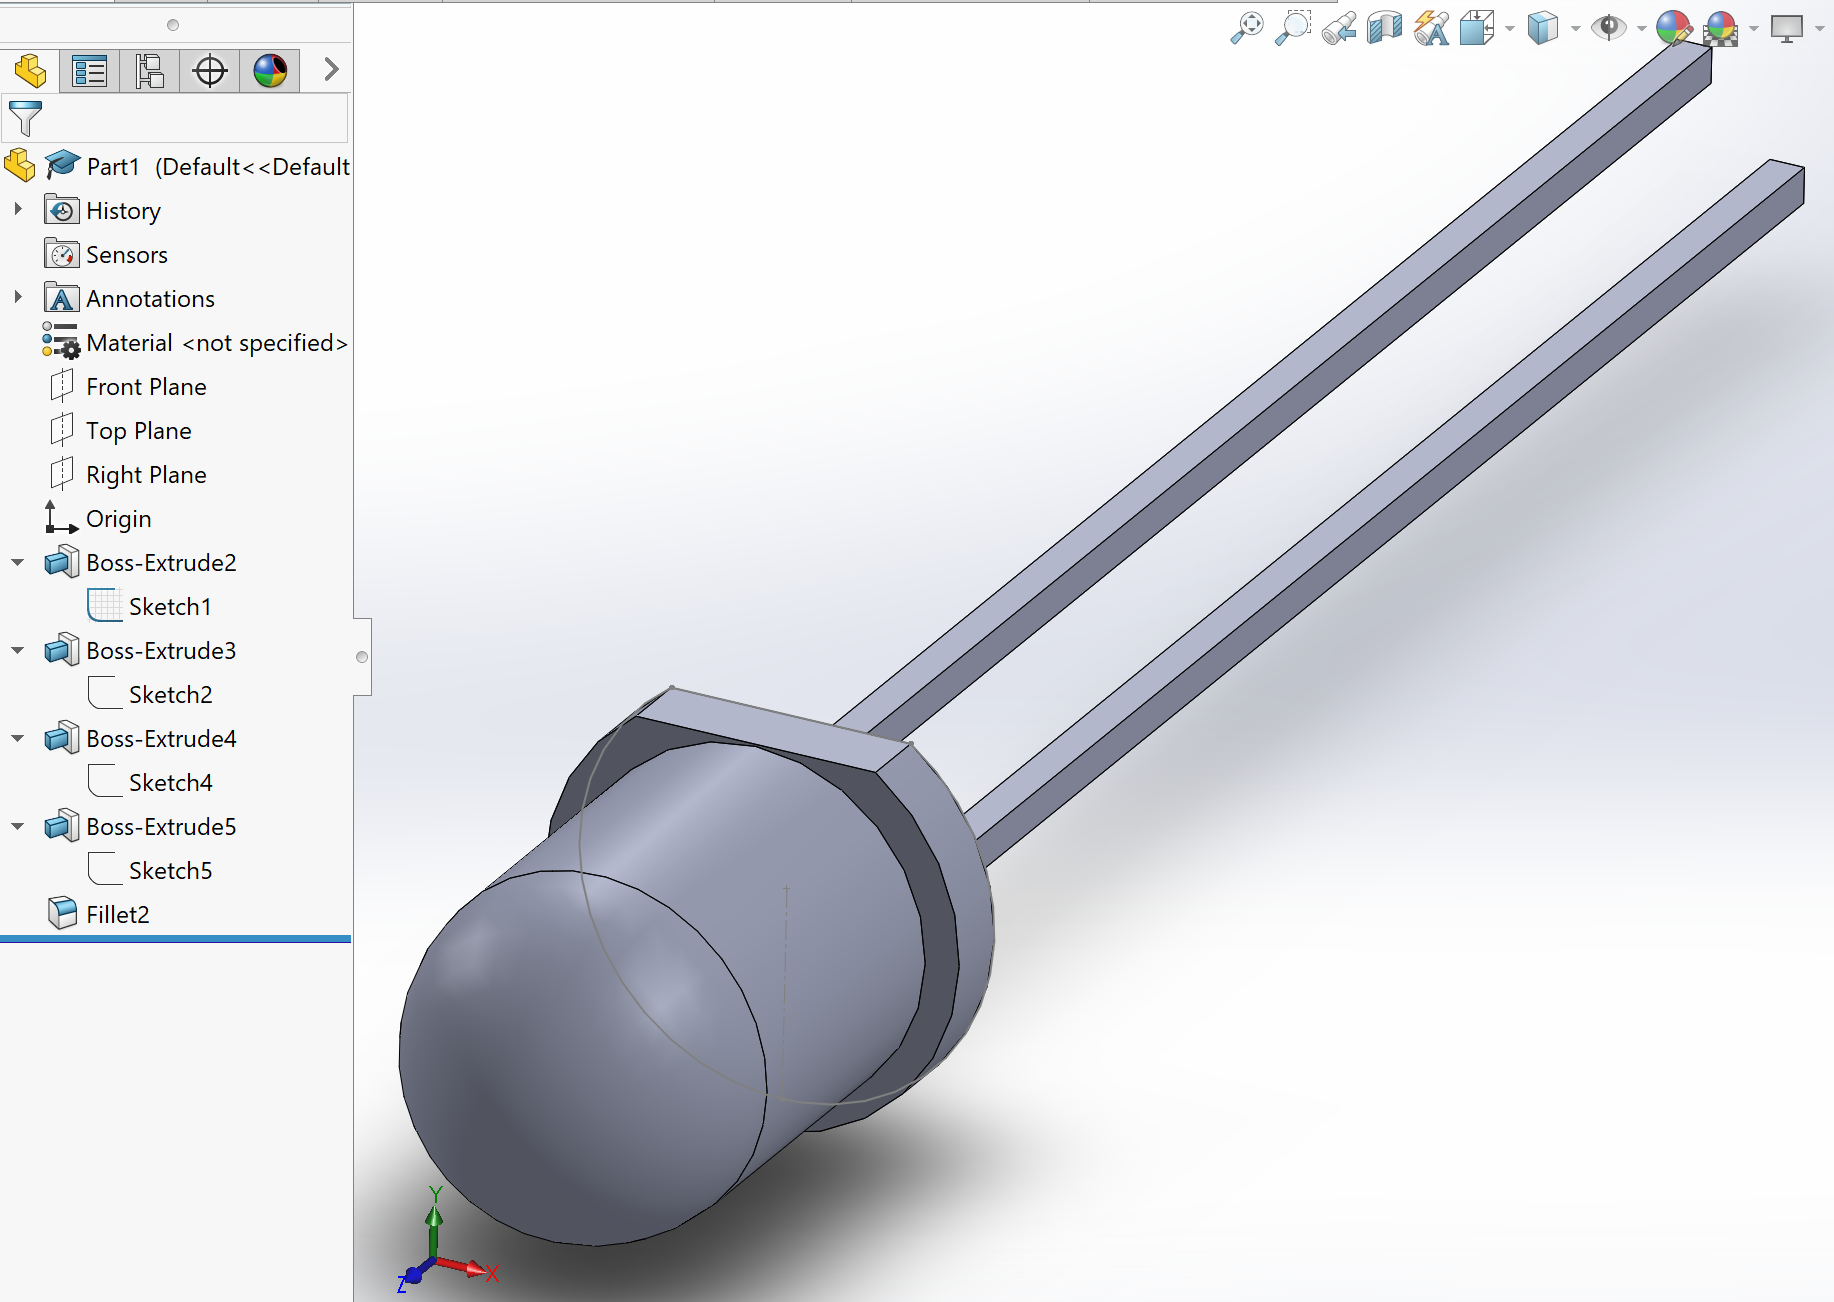 Part1 (Default<<Default
History
Sensors
A Annotations
Material <not specified>
Front Plane
Top Plane
Right Plane
Origin
Boss-Extrude2
Sketch1
Boss-Extrude3
Sketch2
Boss-Extrude4
Sketch4
Boss-Extrude5
Sketch5
Fillet2
Y
X
Z